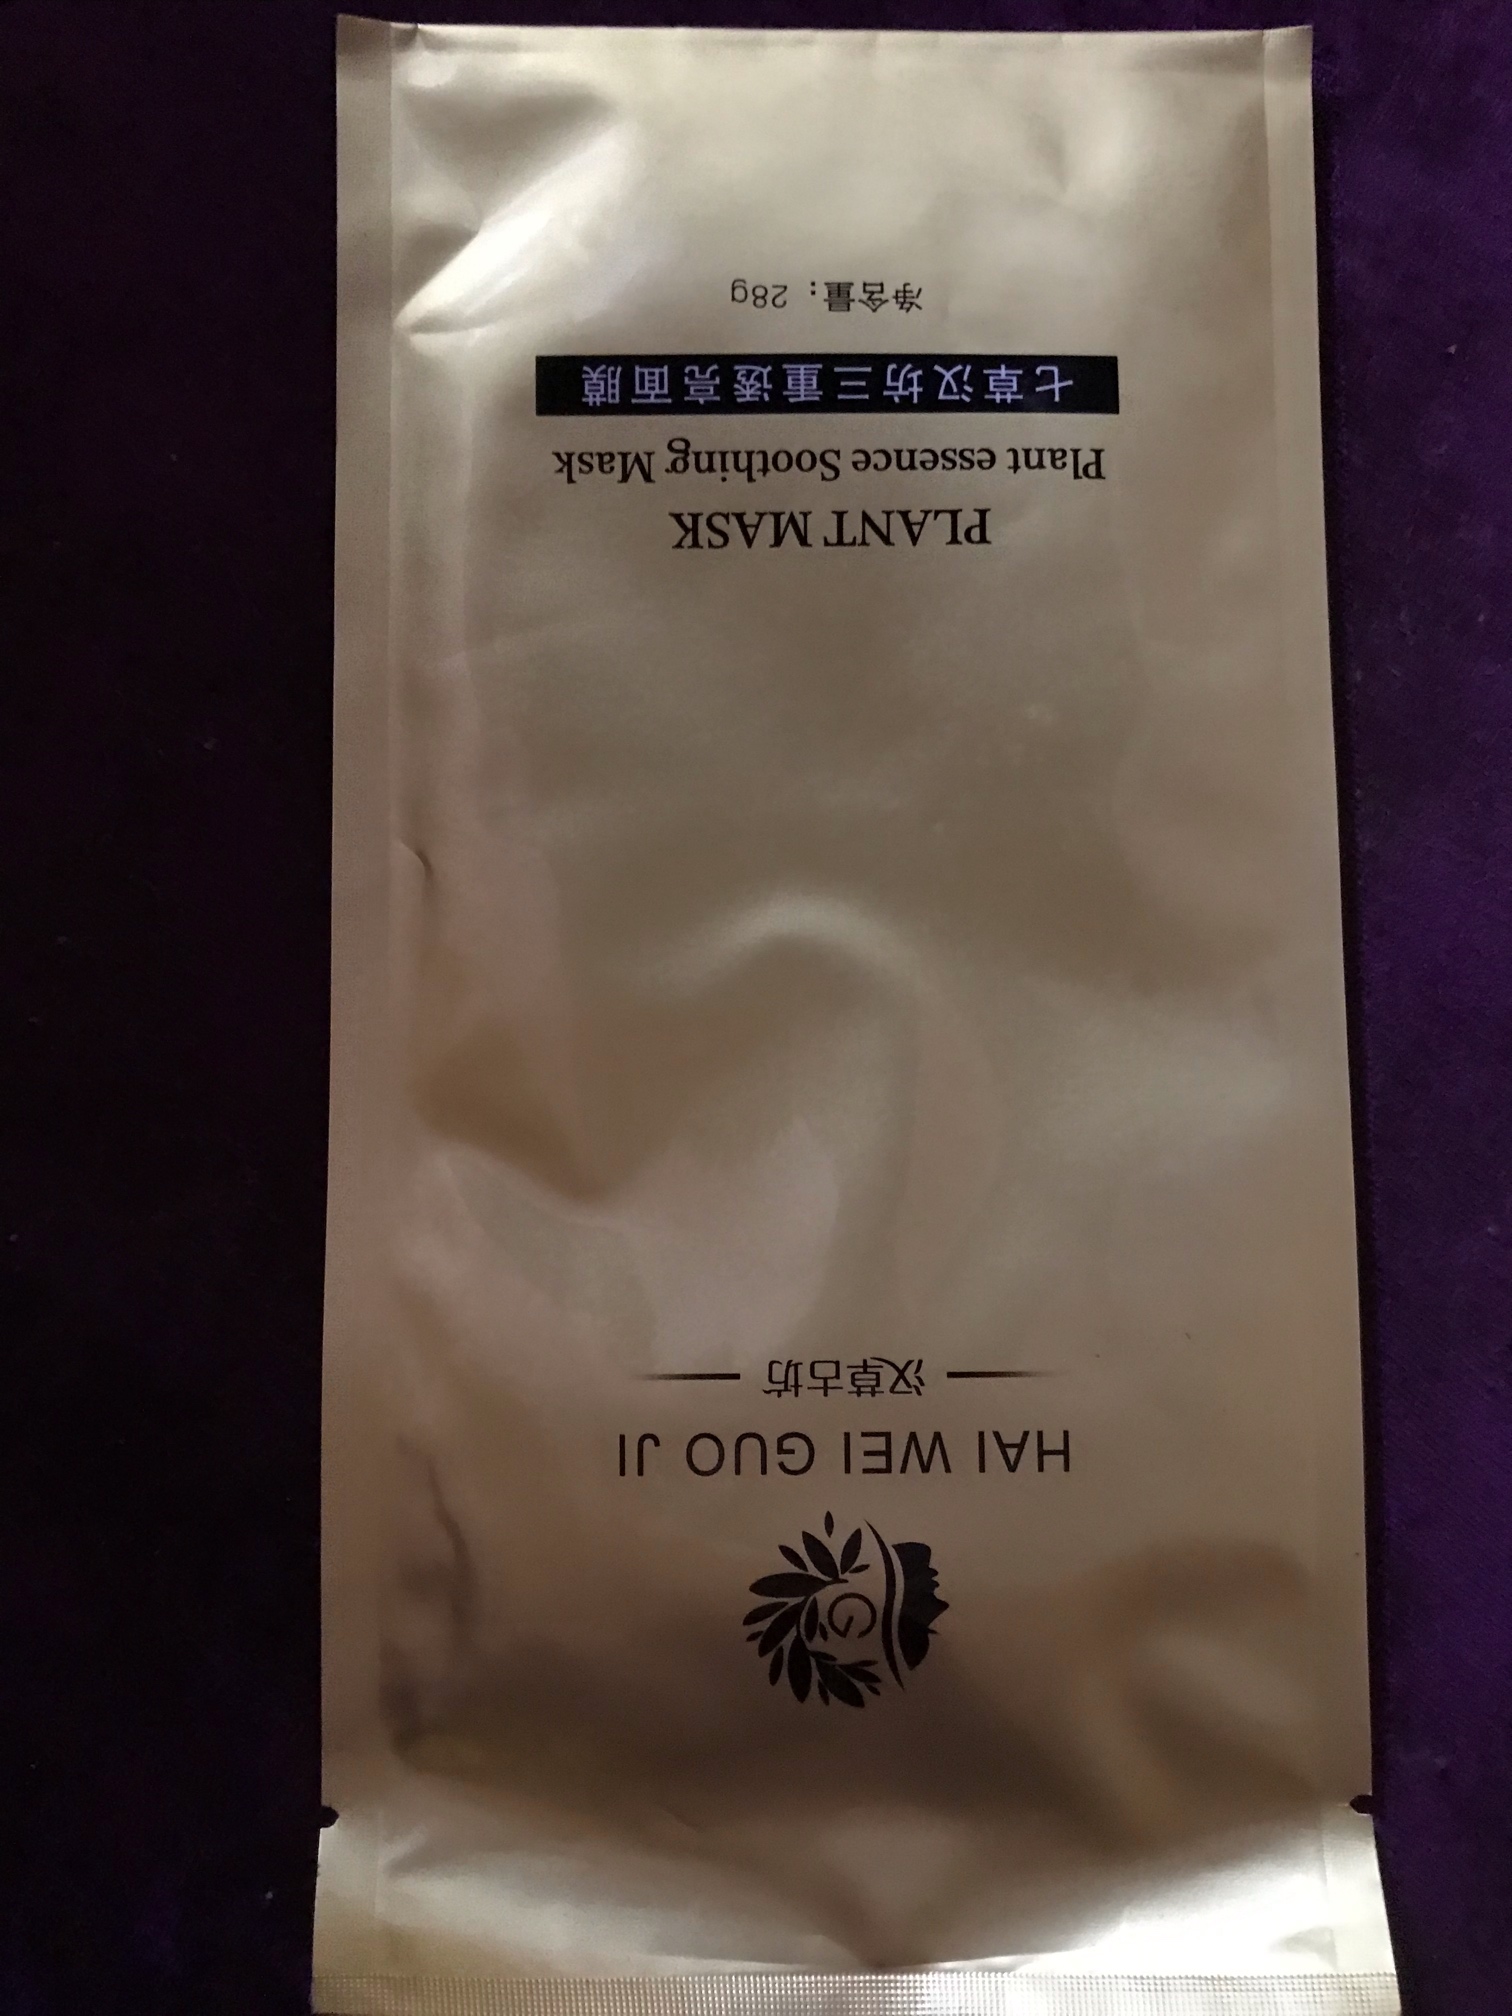 G
HAI WEI GUO JI
汉草古坊
PLANT MASK
Plant essence Soothing Mask
七草汉坊三重透亮面膜
净含量：28g